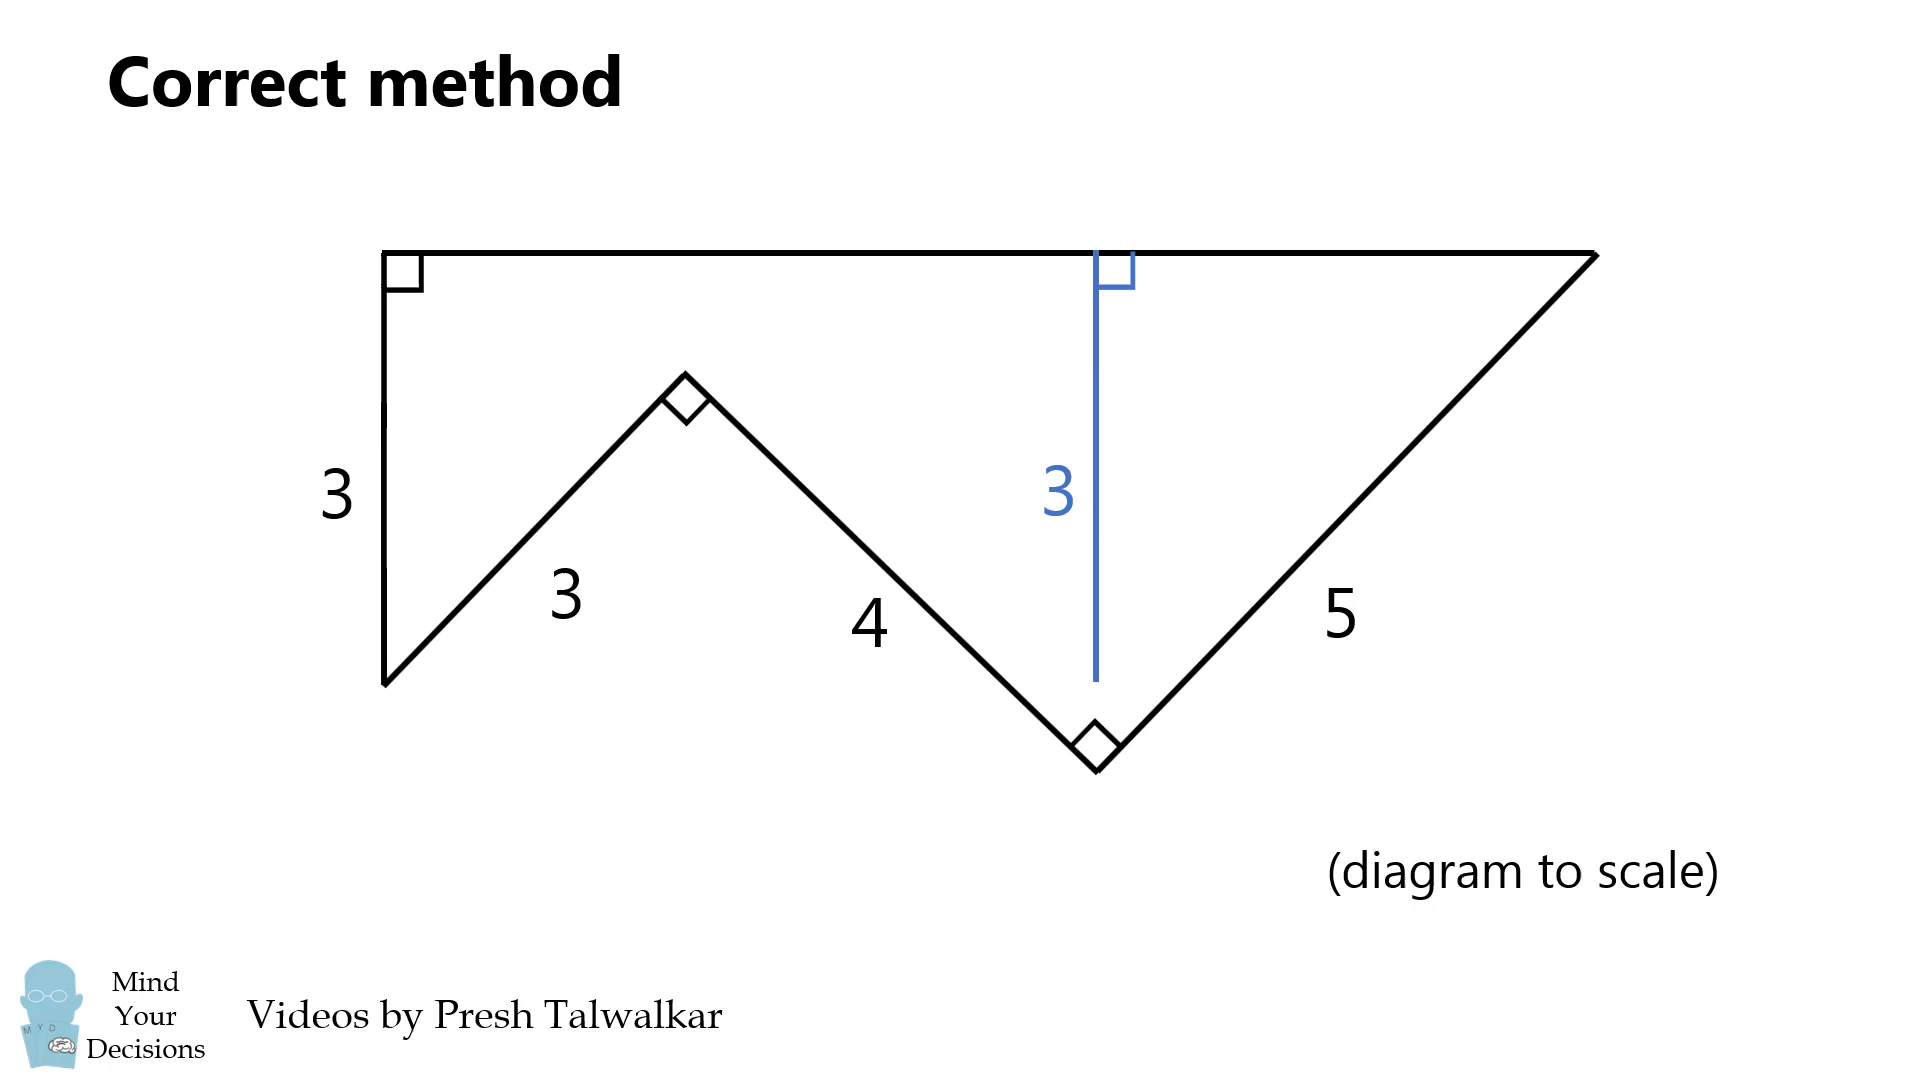 Correct method
3
3
3
4
5
(diagram to scale)
Mind
Your
Decisions
M Y D
Videos by Presh Talwalkar